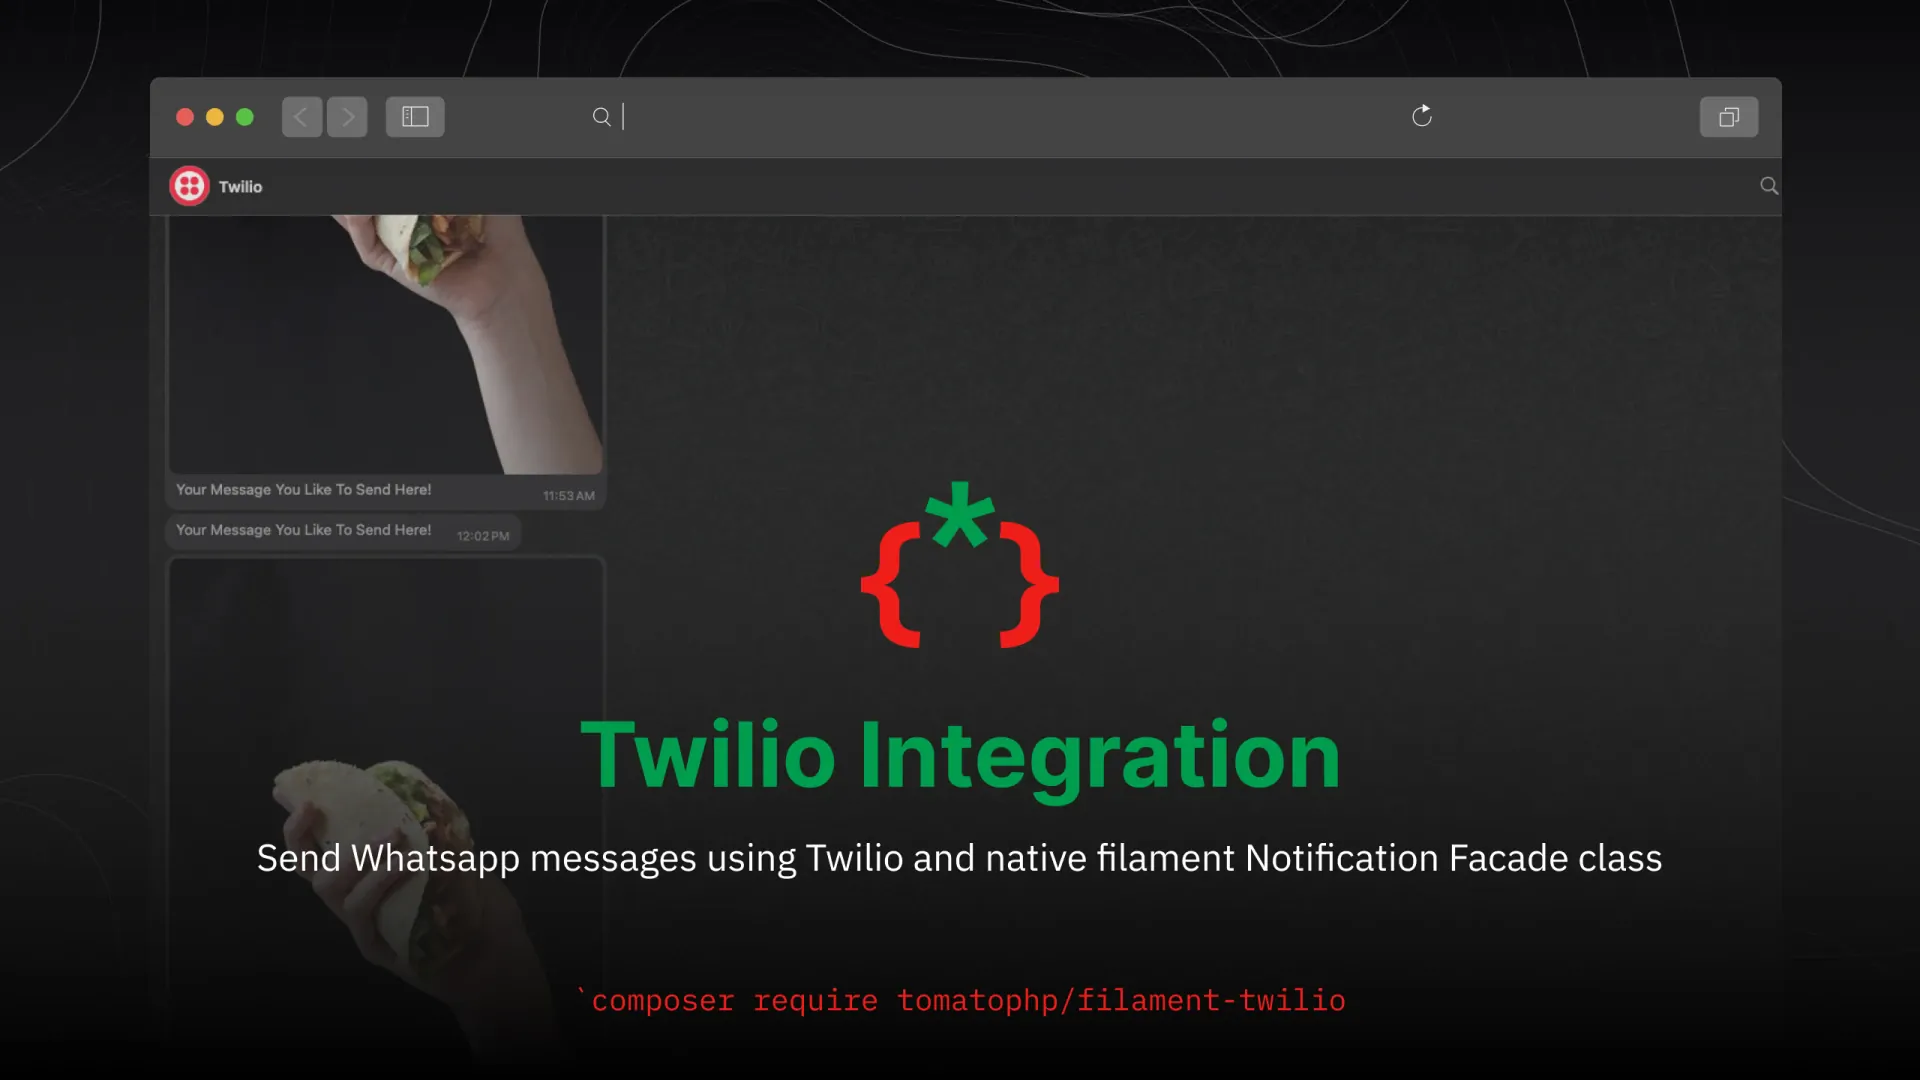 Twilio
Your Message You Like To Send Here!
11:53 AM
Your Message You Like To Send Here!
12:02 PM
{*}
Twilio Integration
Send Whatsapp messages using Twilio and native filament Notification Facade class
`composer require tomatophp/filament-twilio